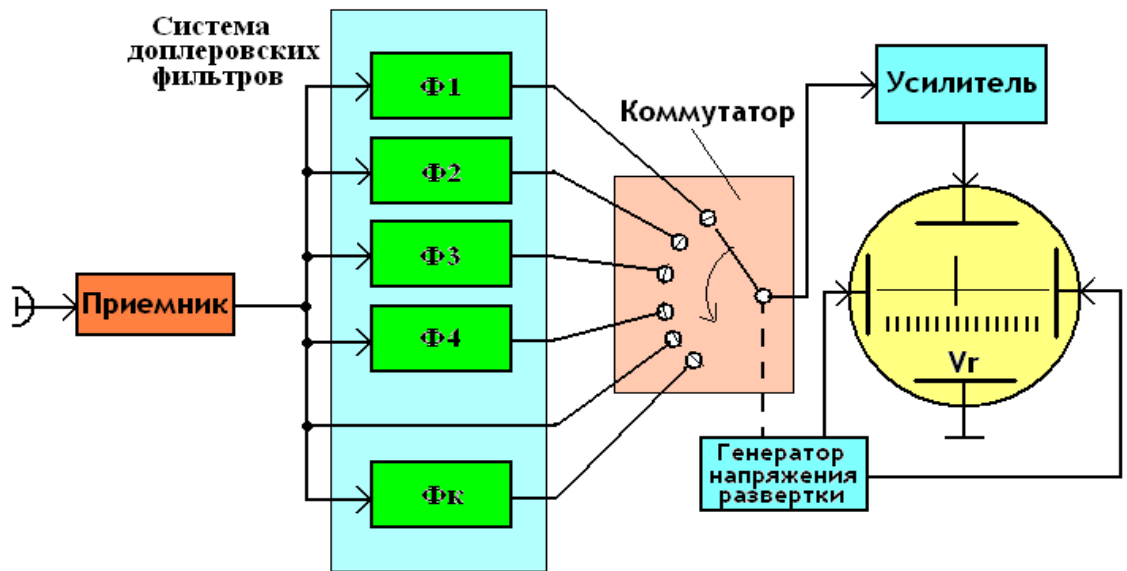 Система
доплеровских
фильтров
Ф1
Ф2
Ф3
Ф4
Фк
Приемник
Коммутатор
Усилитель
Vr
Генератор
напряжения
развертки